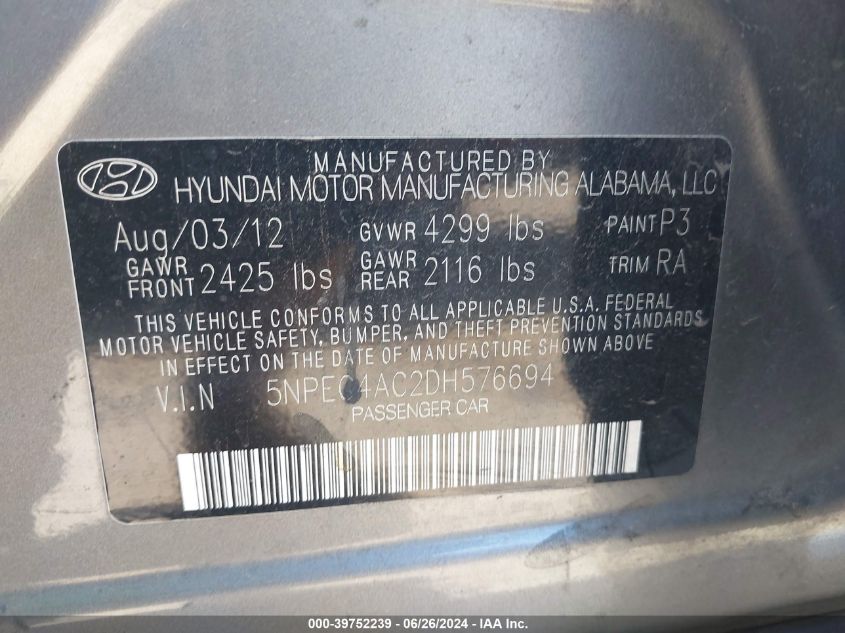 MANUFACTURED BY
HYUNDAI MOTOR MANUFACTURING ALABAMA, LLC
Aug/03/12 GVWR 4299 lbs PAINT P3
GAWR FRONT 2425 lbs GAWR REAR 2116 lbs TRIM RA
THIS VEHICLE CONFORMS TO ALL APPLICABLE U.S.A. FEDERAL
MOTOR VEHICLE SAFETY, BUMPER, AND THEFT PREVENTION STANDARDS
IN EFFECT ON THE DATE OF MANUFACTURE SHOWN ABOVE
V.I.N 5NPEC4AC2DH576694
PASSENGER CAR
000-39752239 - 06/26/2024 - IAA Inc.